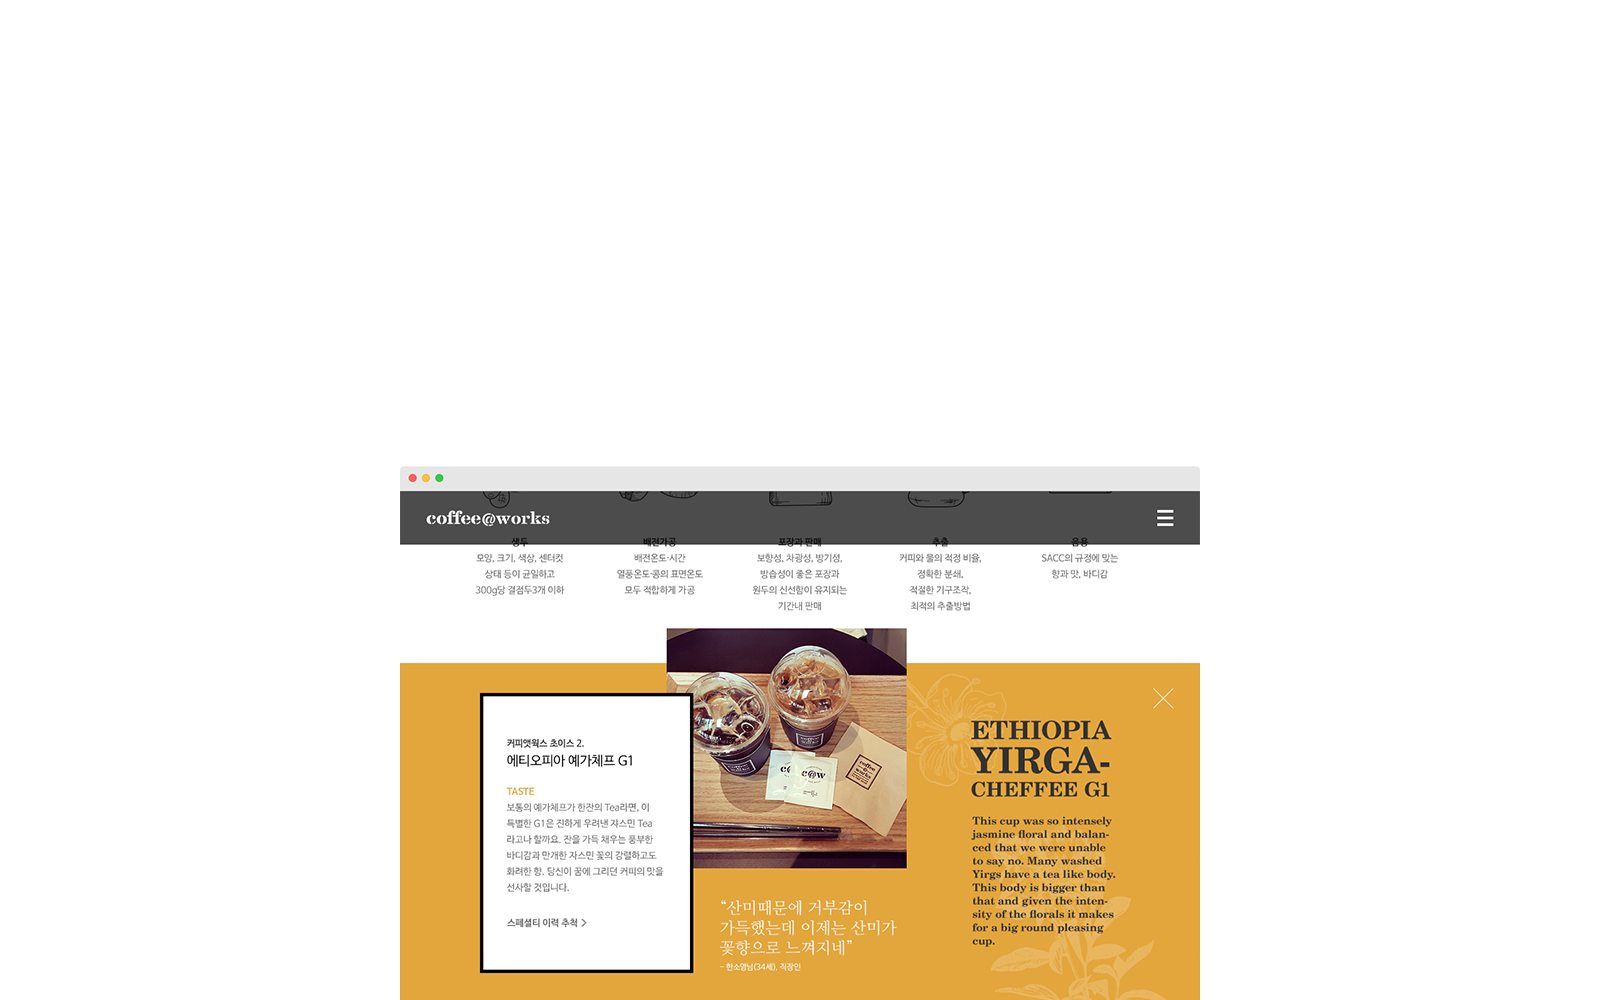 coffee@works
생두
모양, 크기, 색상, 센터컷
상태 등이 균일하고
300g당 결점두3개 이하
배전가공
배전온도·시간
열풍온도·콩의 표면온도
모두 적합하게 가공
포장과 판매
보향성, 차광성, 방기성,
방습성이 좋은 포장과
원두의 신선함이 유지되는
기간내 판매
추출
커피와 물의 적정 비율,
정확한 분쇄,
적절한 기구조작,
최적의 추출방법
음용
SACC의 규정에 맞는
향과 맛, 바디감
커피앳웍스 초이스 2.
에티오피아 예가체프 G1
TASTE
보통의 예가체프가 한잔의 Tea라면, 이
특별한 G1은 진하게 우려낸 쟈스민 Tea
라고나 할까요. 잔을 가득 채우는 풍부한
바디감과 만개한 자스민 꽃의 강렬하고도
화려한 향. 당신이 꿈에 그리던 커피의 맛을
선사할 것입니다.
스페셜티 이력 추척 >
coffee
@
works
c@w
“산미때문에 거부감이
가득했는데 이제는 산미가
꽃향으로 느껴지네”
- 한소영님(34세), 직장인
ETHIOPIA
YIRGA-
CHEFFEE G1
This cup was so intensely
jasmine floral and balan-
ced that we were unable
to say no. Many washed
Yirgs have a tea like body.
This body is bigger than
that and given the inten-
sity of the florals it makes
for a big round pleasing
cup.